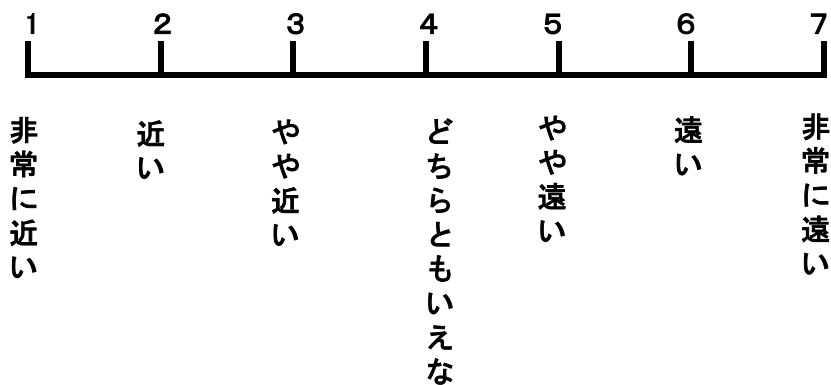 1 2 3 4 5 6 7
非常に近い
近い
やや近い
どちらともいえな
やや遠い
遠い
非常に遠い